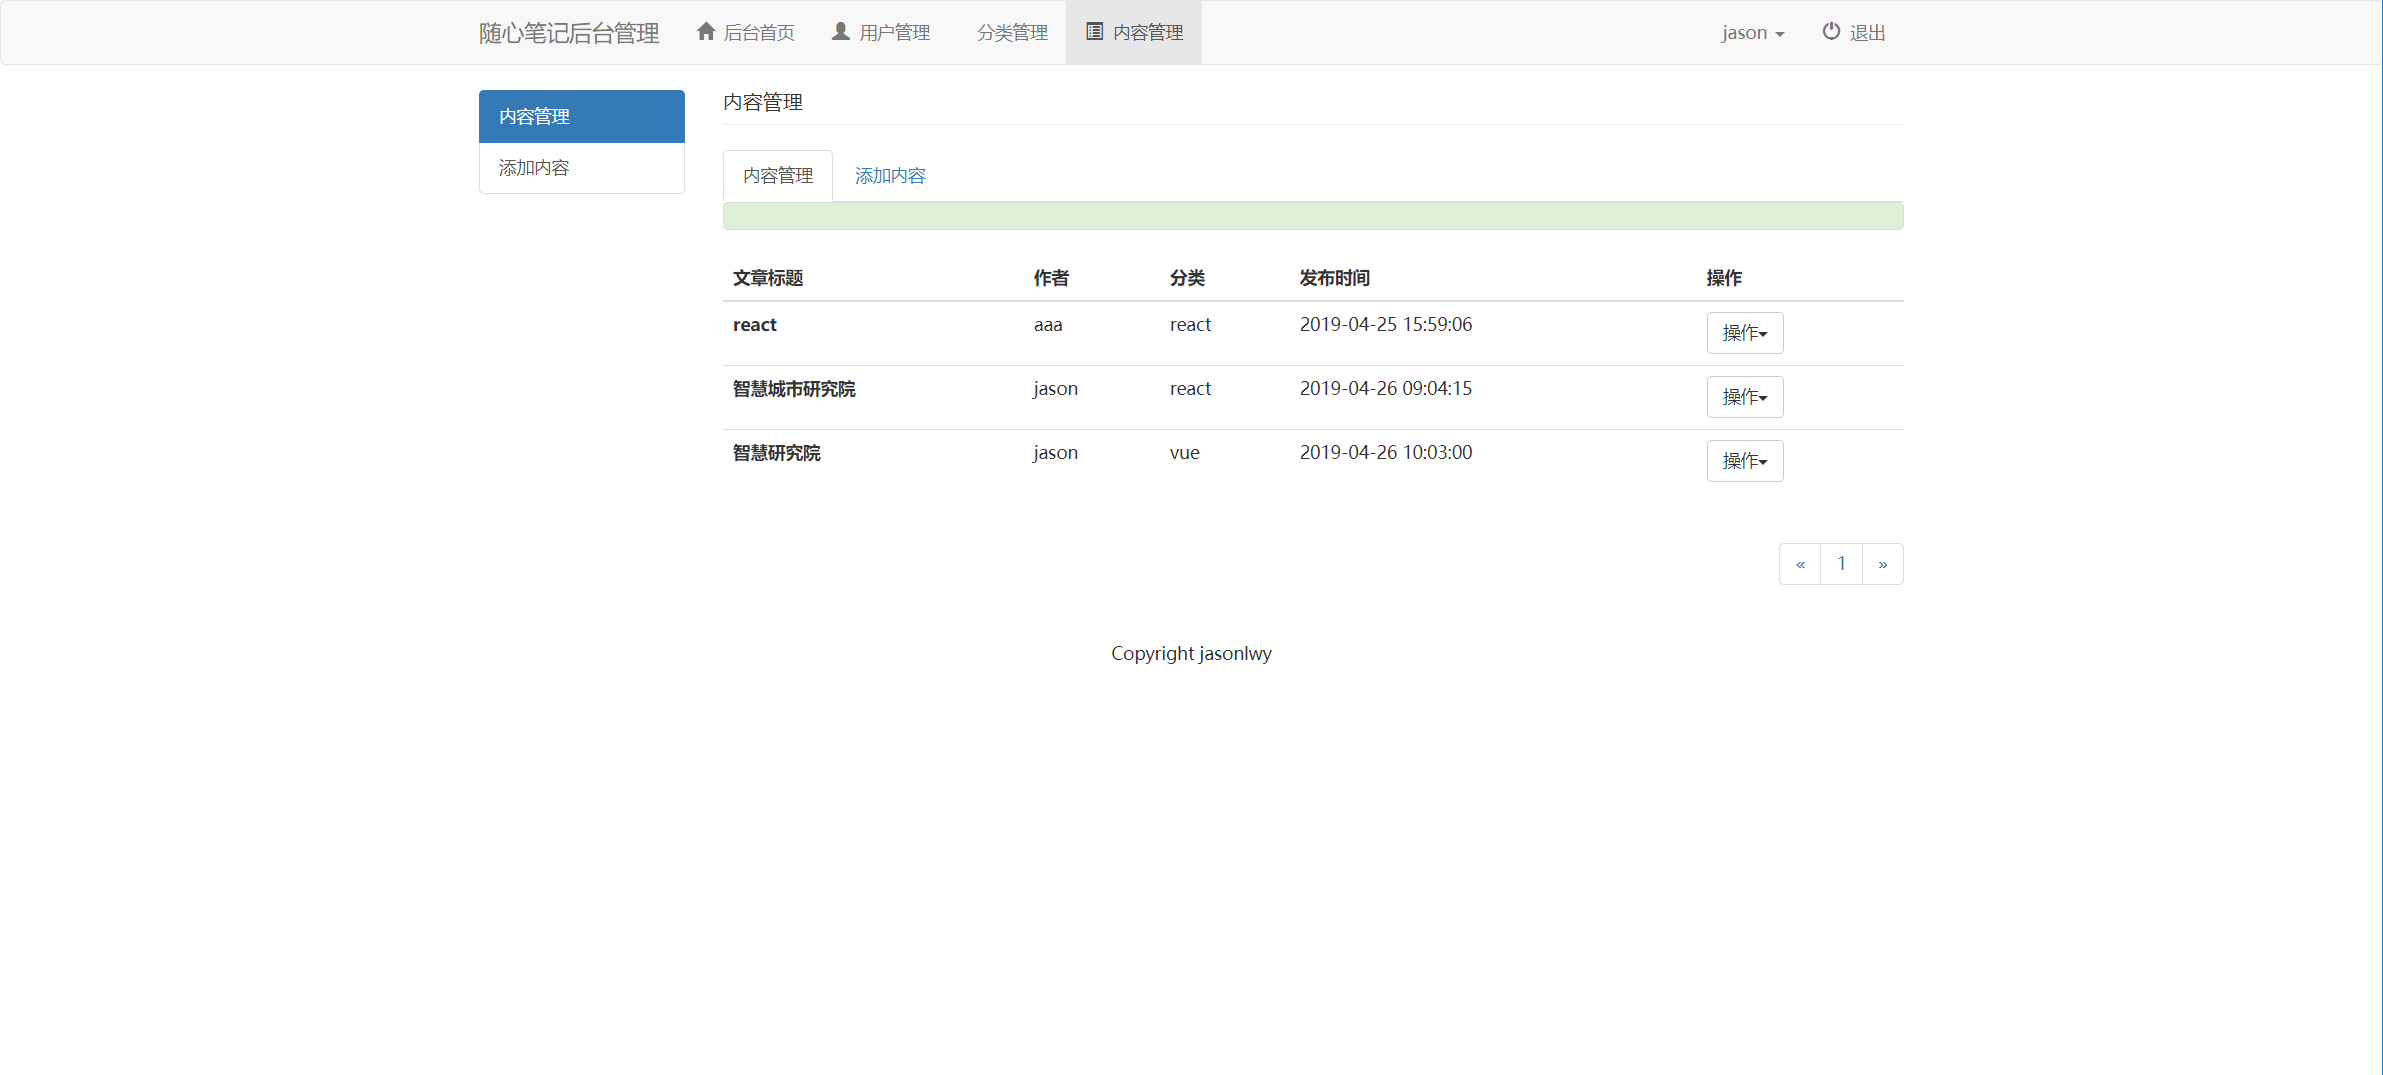 随心笔记后台管理 后台首页 用户管理 分类管理 内容管理 jason 退出
内容管理
添加内容
内容管理
内容管理 添加内容
文章标题 作者 分类 发布时间 操作
react aaa react 2019-04-25 15:59:06 操作
智慧城市研究院 jason react 2019-04-26 09:04:15 操作
智慧研究院 jason vue 2019-04-26 10:03:00 操作
« 1 »
Copyright jasonlwy